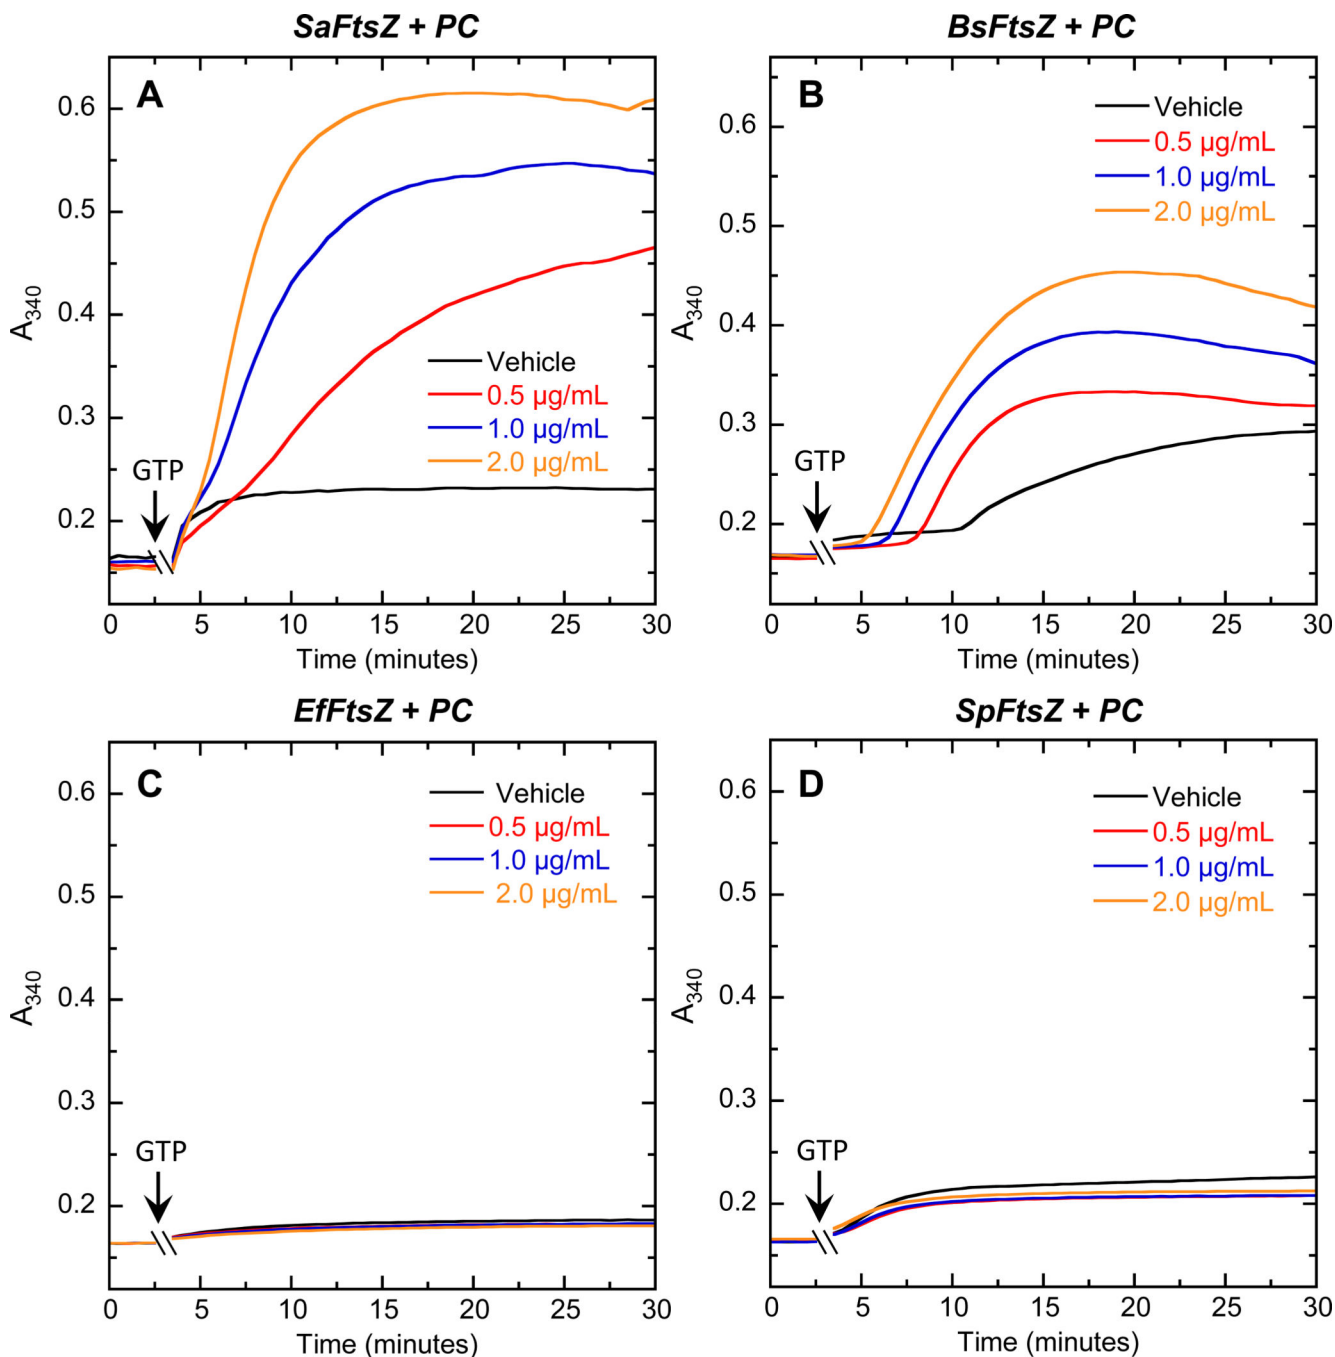 SaFtsZ + PC
A
0.6
0.5
0.4
0.3
0.2
A340
Vehicle
0.5 µg/mL
1.0 µg/mL
2.0 µg/mL
GTP
0 5 10 15 20 25 30
Time (minutes)
BsFtsZ + PC
B
0.6
0.5
0.4
0.3
0.2
A340
Vehicle
0.5 µg/mL
1.0 µg/mL
2.0 µg/mL
GTP
0 5 10 15 20 25 30
Time (minutes)
EfFtsZ + PC
C
0.6
0.5
0.4
0.3
0.2
A340
Vehicle
0.5 µg/mL
1.0 µg/mL
2.0 µg/mL
GTP
0 5 10 15 20 25 30
Time (minutes)
SpFtsZ + PC
D
0.6
0.5
0.4
0.3
0.2
A340
Vehicle
0.5 µg/mL
1.0 µg/mL
2.0 µg/mL
GTP
0 5 10 15 20 25 30
Time (minutes)